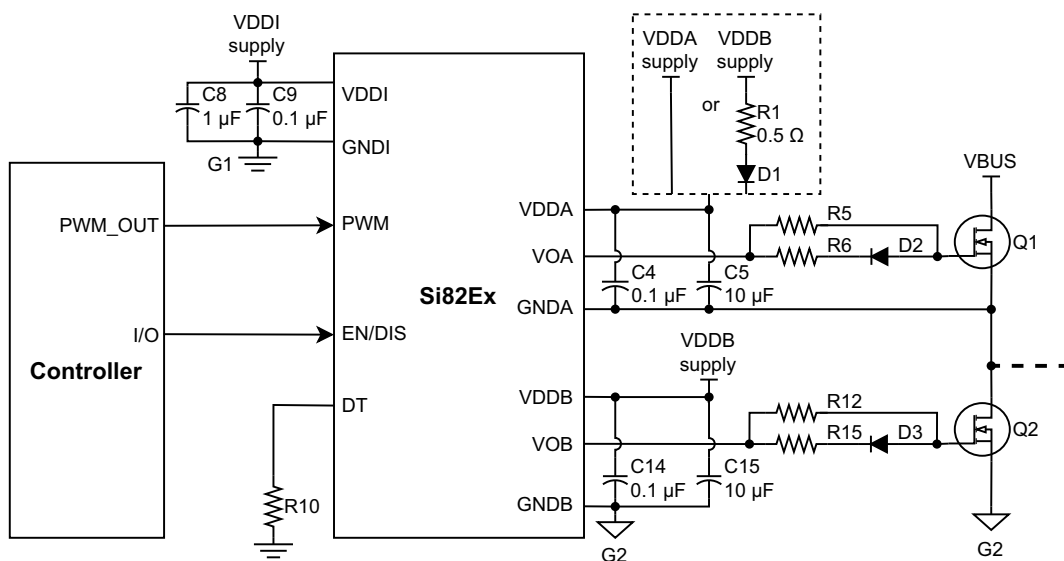 VDDI
supply
C8
1 µF
C9
0.1 µF
G1
VDDI
GNDI
PWM
EN/DIS
DT
Si82Ex
VDDA
VOA
GNDA
VDDB
VOB
GNDB
PWM_OUT
I/O
Controller
R10
VDDA
supply
or
VDDB
supply
R1
0.5 Ω
D1
C4
0.1 µF
C5
10 µF
R5
R6
D2
VBUS
Q1
VDDB
supply
C14
0.1 µF
C15
10 µF
G2
R12
R15
D3
Q2
G2